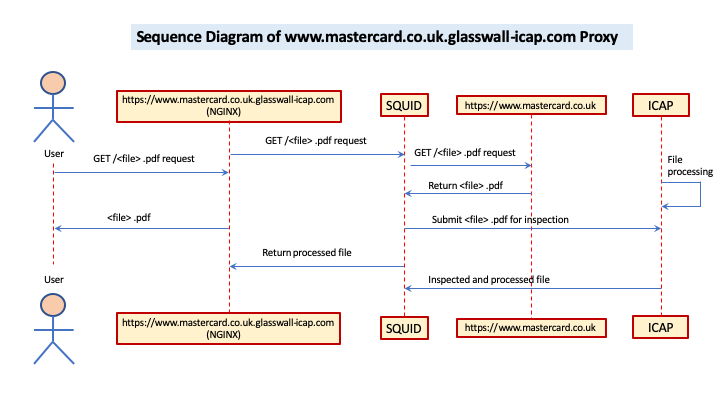 Sequence Diagram of www.mastercard.co.uk.glasswall-icap.com Proxy
https://www.mastercard.co.uk.glasswall-icap.com
(NGINX)
SQUID
https://www.mastercard.co.uk
ICAP
User
GET /<file> .pdf request
GET /<file> .pdf request
GET /<file> .pdf request
File
processing
Return <file> .pdf
<file> .pdf
Submit <file> .pdf for inspection
Return processed file
User
Inspected and processed file
https://www.mastercard.co.uk.glasswall-icap.com
(NGINX)
SQUID
https://www.mastercard.co.uk
ICAP